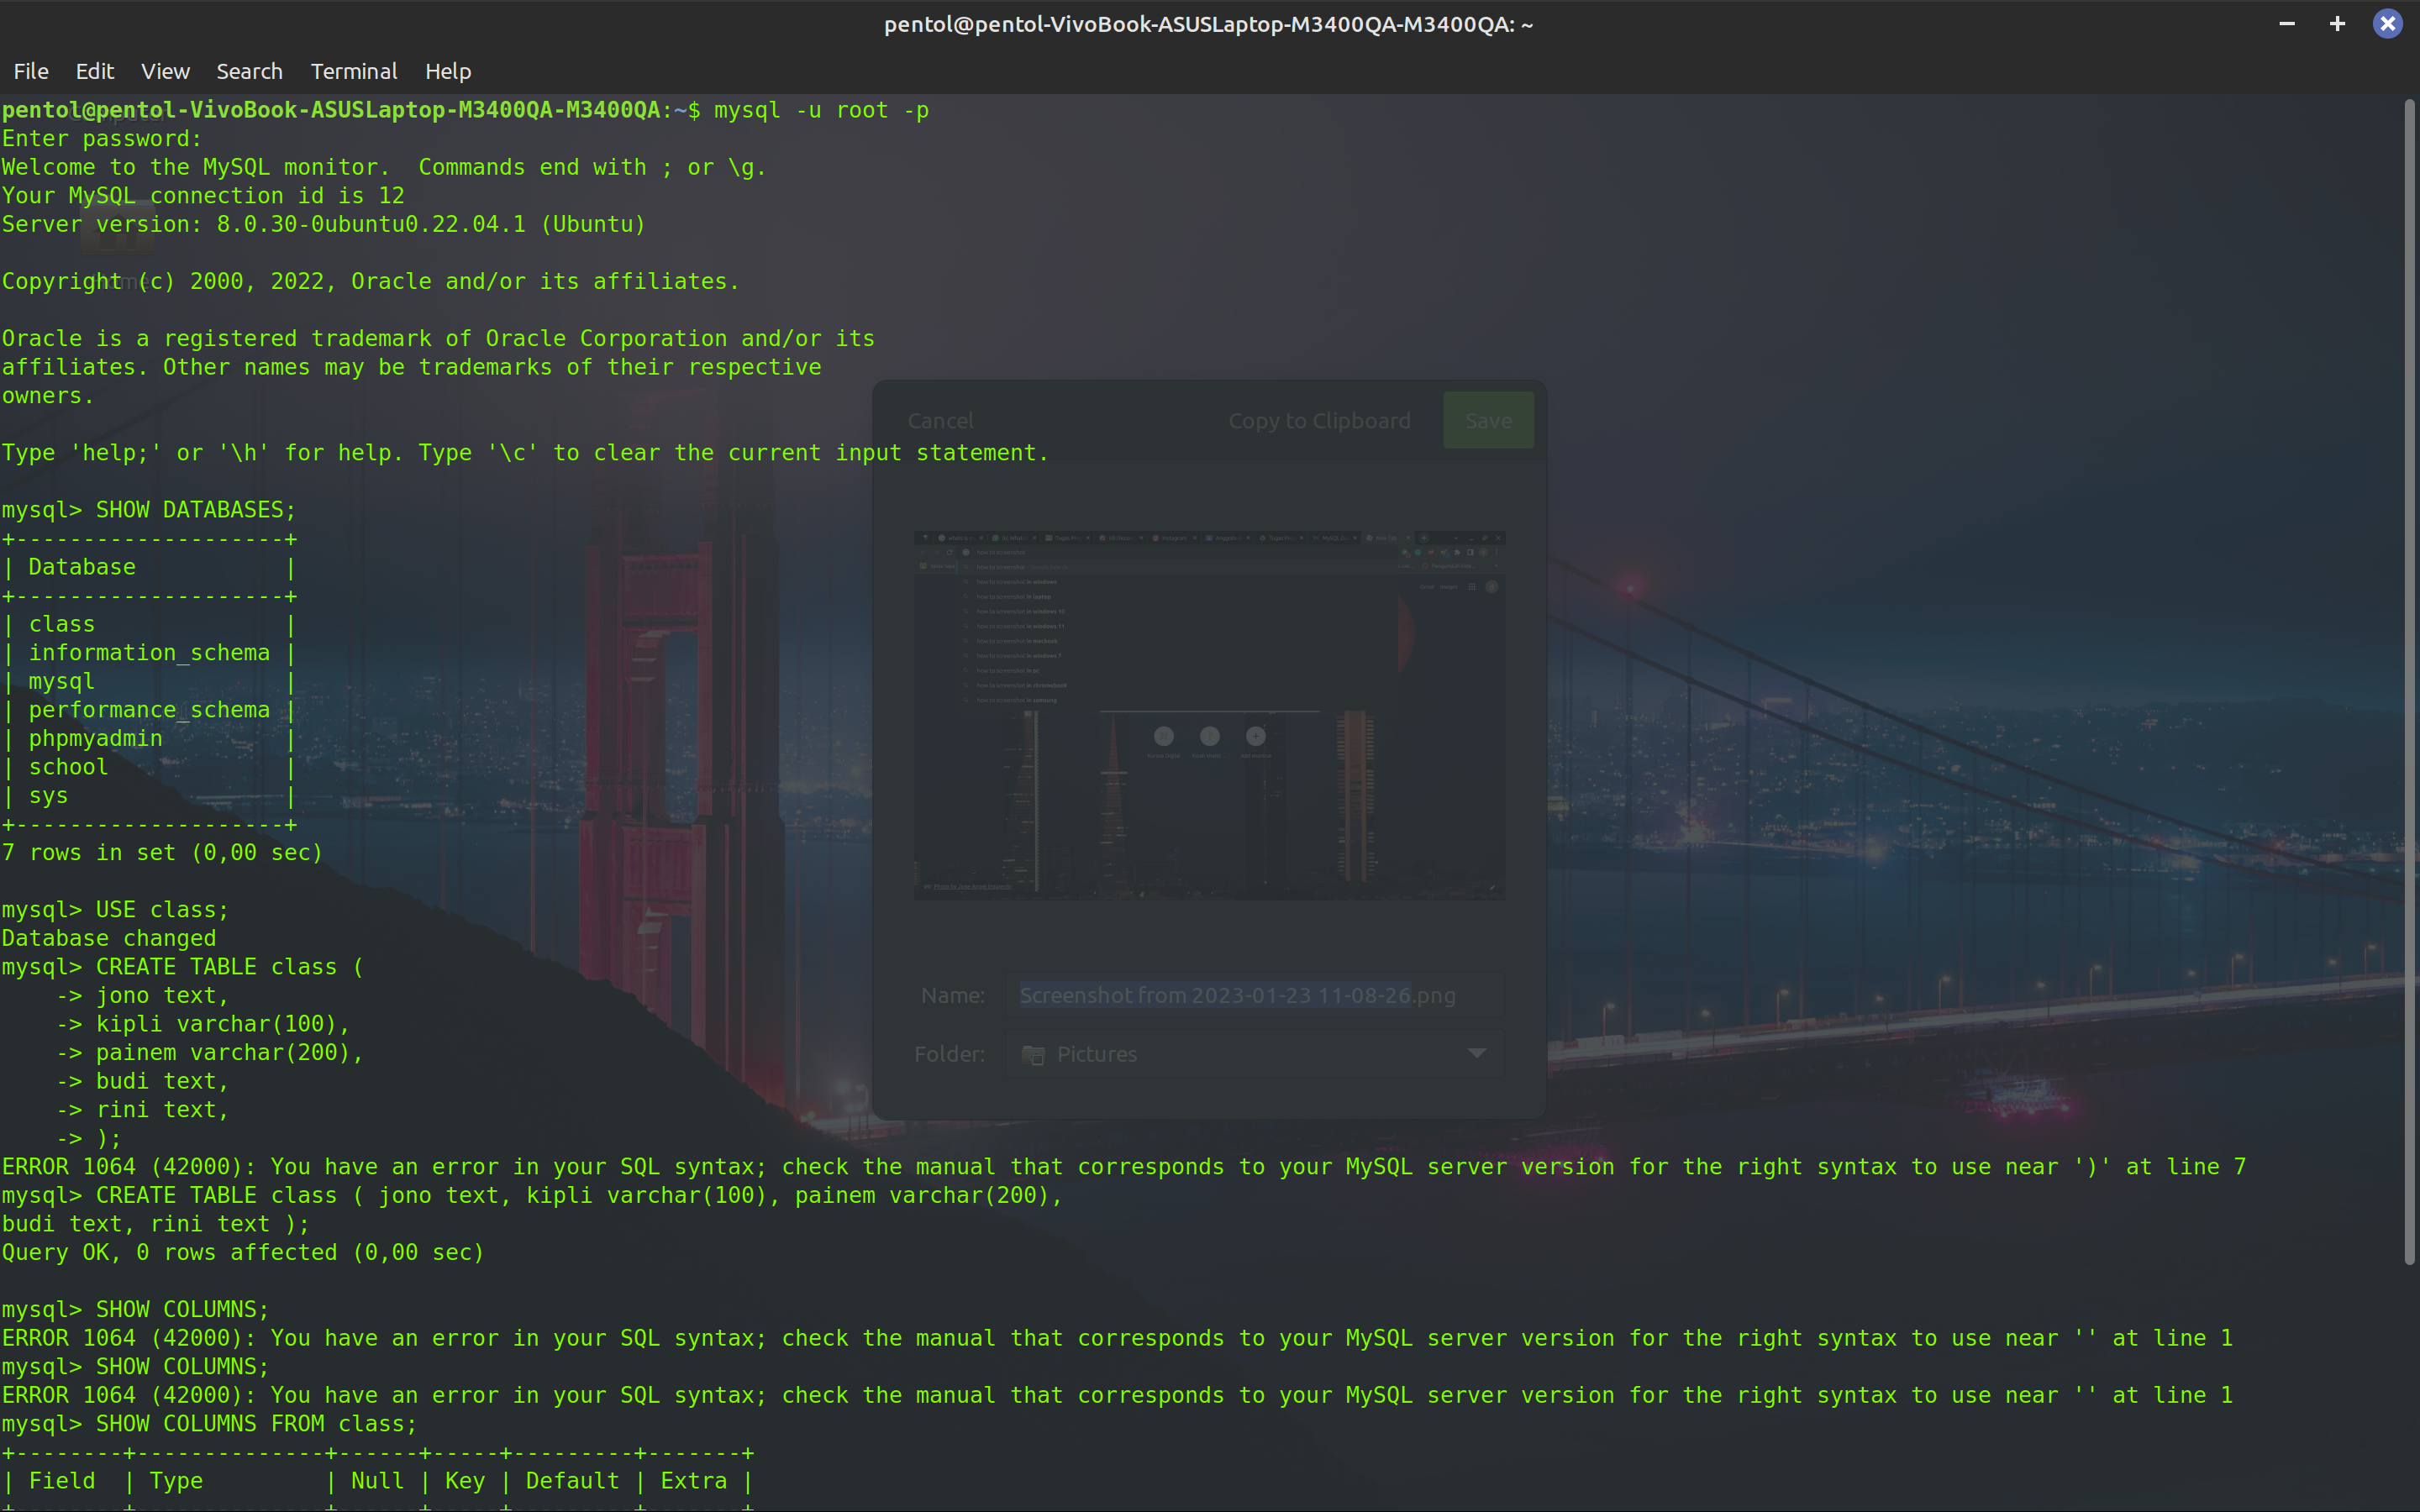 pentol@pentol-VivoBook-ASUSLaptop-M3400QA-M3400QA: ~
File Edit View Search Terminal Help
pentol@pentol-VivoBook-ASUSLaptop-M3400QA-M3400QA:~$ mysql -u root -p
Enter password:
Welcome to the MySQL monitor.  Commands end with ; or \g.
Your MySQL connection id is 12
Server version: 8.0.30-0ubuntu0.22.04.1 (Ubuntu)
Copyright (c) 2000, 2022, Oracle and/or its affiliates.
Home
Oracle is a registered trademark of Oracle Corporation and/or its
affiliates. Other names may be trademarks of their respective
owners.
Cancel Copy to Clipboard Save
Type 'help;' or '\h' for help. Type '\c' to clear the current input statement.
mysql> SHOW DATABASES;
+--------------------+
| Database           |
+--------------------+
| class              |
| information_schema |
| mysql              |
| performance_schema |
| phpmyadmin         |
| school             |
| sys                |
+--------------------+
7 rows in set (0,00 sec)
mysql> USE class;
Database changed
mysql> CREATE TABLE class (
    -> jono text,
    -> kipli varchar(100),
    -> painem varchar(200),
    -> budi text,
    -> rini text,
    -> );
Name: Screenshot from 2023-01-23 11-08-26.png
Folder: Pictures
ERROR 1064 (42000): You have an error in your SQL syntax; check the manual that corresponds to your MySQL server version for the right syntax to use near ')' at line 7
mysql> CREATE TABLE class ( jono text, kipli varchar(100), painem varchar(200),
budi text, rini text );
Query OK, 0 rows affected (0,00 sec)
mysql> SHOW COLUMNS;
ERROR 1064 (42000): You have an error in your SQL syntax; check the manual that corresponds to your MySQL server version for the right syntax to use near '' at line 1
mysql> SHOW COLUMNS;
ERROR 1064 (42000): You have an error in your SQL syntax; check the manual that corresponds to your MySQL server version for the right syntax to use near '' at line 1
mysql> SHOW COLUMNS FROM class;
+--------+--------------+------+-----+---------+-------+
| Field  | Type         | Null | Key | Default | Extra |